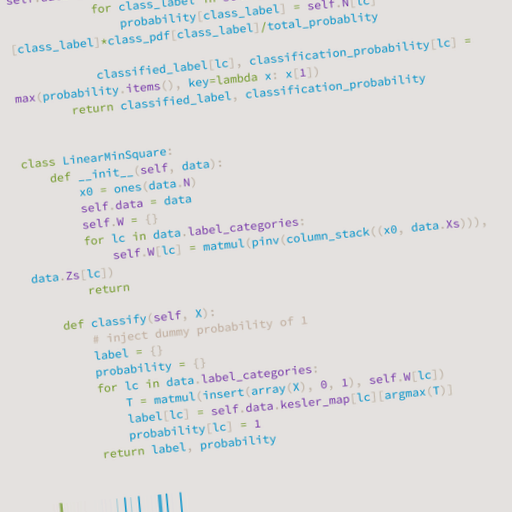 for class_label
probability[class_label] = self.N[lc]
[class_label]*class_pdf[class_label]/total_probablity
classified_label[lc], classification_probability[lc] =
max(probability.items(), key=lambda x: x[1])
return classified_label, classification_probability
class LinearMinSquare:
def __init__(self, data):
x0 = ones(data.N)
self.data = data
self.W = {}
for lc in data.label_categories:
self.W[lc] = matmul(pinv(column_stack((x0, data.Xs))),
data.Zs[lc])
return
def classify(self, X):
# inject dummy probability of 1
label = {}
probability = {}
for lc in data.label_categories:
T = matmul(insert(array(X), 0, 1), self.W[lc])
label[lc] = self.data.kesler_map[lc][argmax(T)]
probability[lc] = 1
return label, probability